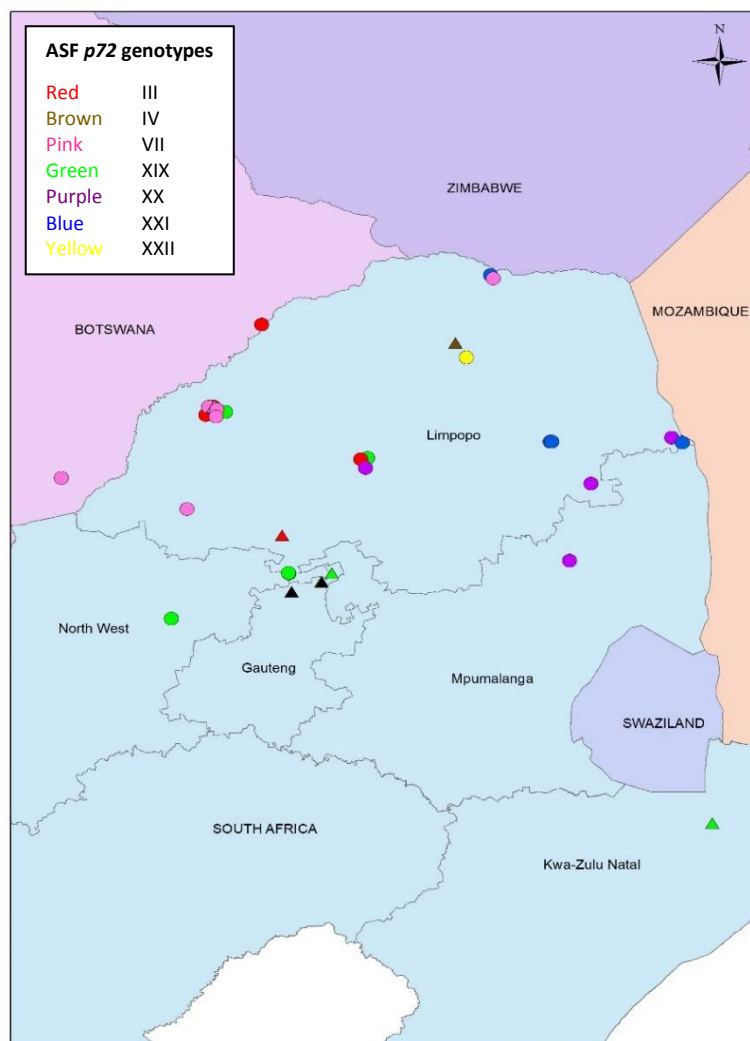 ASF p72 genotypes
Red III
Brown IV
Pink VII
Green XIX
Purple XX
Blue XXI
Yellow XXII
N
ZIMBABWE
MOZAMBIQUE
BOTSWANA
Limpopo
North West
Gauteng
Mpumalanga
SWAZILAND
SOUTH AFRICA
Kwa-Zulu Natal